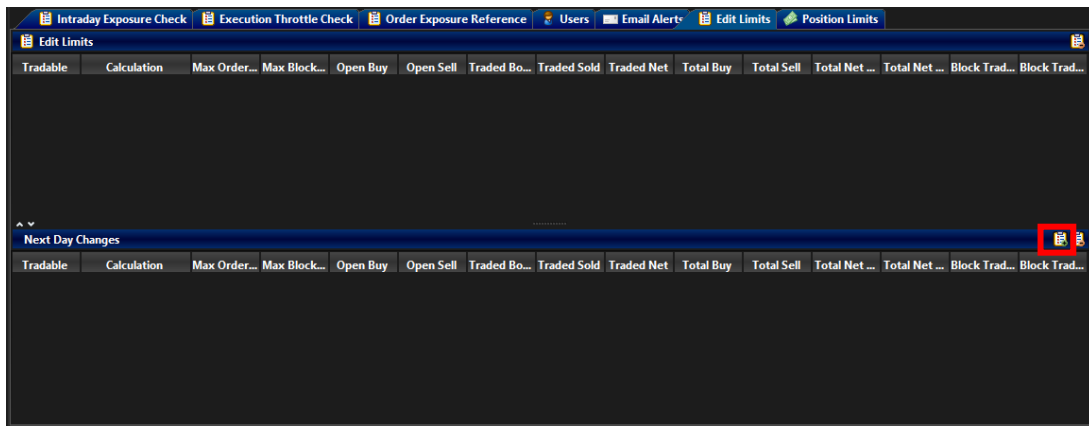 Intraday Exposure Check Execution Throttle Check Order Exposure Reference Users Email Alerts Edit Limits Position Limits
Edit Limits
Tradable Calculation Max Order... Max Block... Open Buy Open Sell Traded Bo... Traded Sold Traded Net Total Buy Total Sell Total Net ... Total Net ... Block Trad... Block Trad...
Next Day Changes
Tradable Calculation Max Order... Max Block... Open Buy Open Sell Traded Bo... Traded Sold Traded Net Total Buy Total Sell Total Net ... Total Net ... Block Trad... Block Trad...